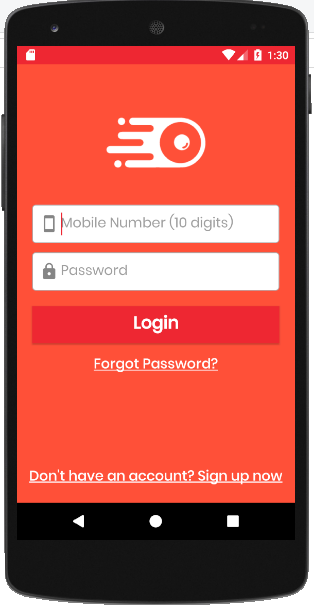 1:30
Mobile Number (10 digits)
Password
Login
Forgot Password?
Don't have an account? Sign up now